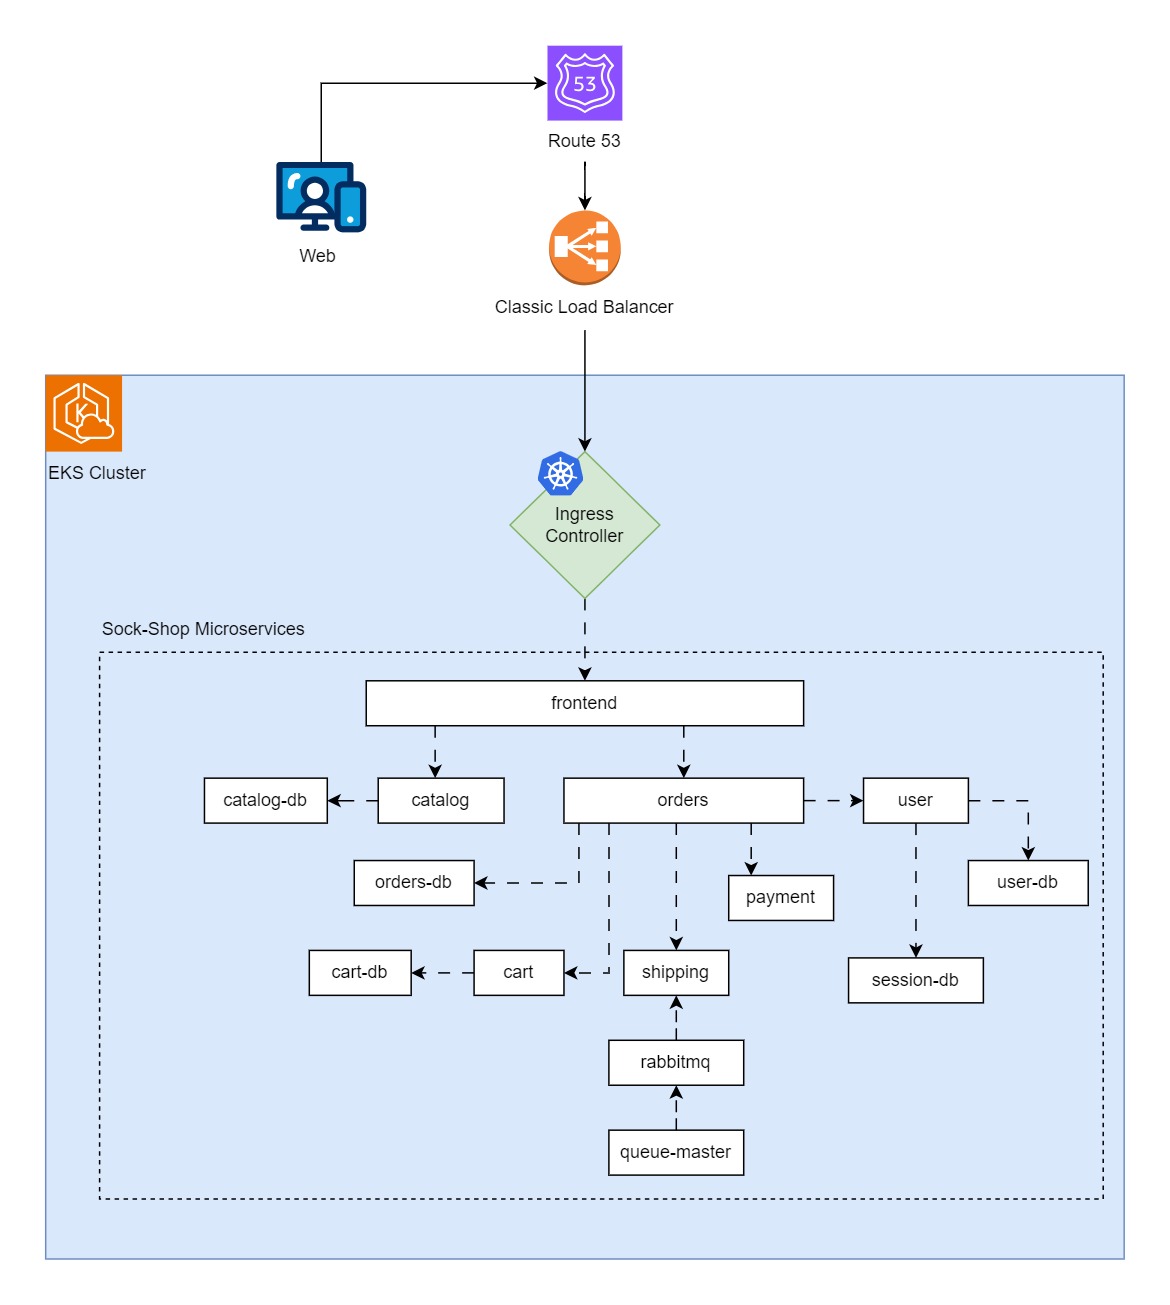 53
Route 53
Web
Classic Load Balancer
K
EKS Cluster
Ingress
Controller
Sock-Shop Microservices
frontend
catalog-db
catalog
orders
user
orders-db
payment
user-db
cart-db
cart
shipping
session-db
rabbitmq
queue-master